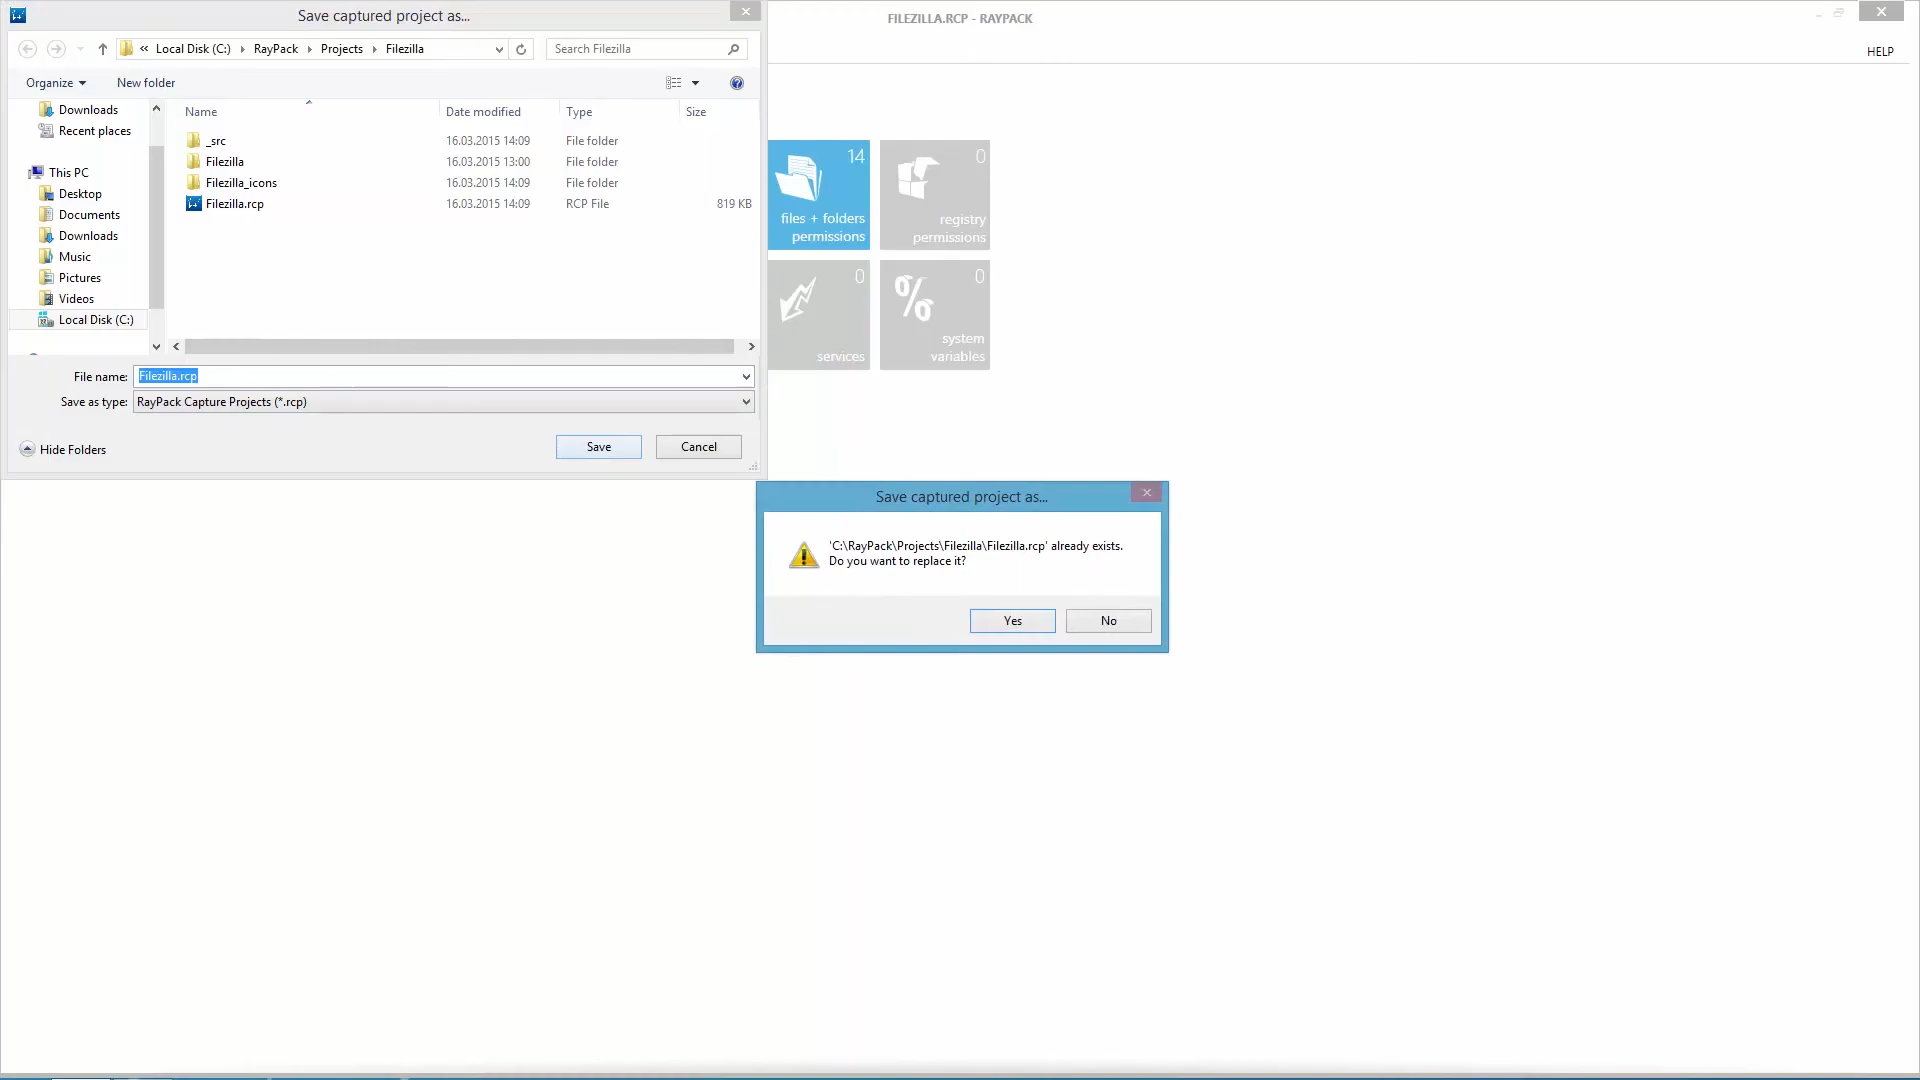 Save captured project as...
FILEZILLA.RCP - RAYPACK
HELP
« Local Disk (C:) RayPack Projects Filezilla
Search Filezilla
Organize New folder
Downloads
Recent places
This PC
Desktop
Documents
Downloads
Music
Pictures
Videos
Local Disk (C:)
Name Date modified Type Size
_src 16.03.2015 14:09 File folder
Filezilla 16.03.2015 13:00 File folder
Filezilla_icons 16.03.2015 14:09 File folder
Filezilla.rcp 16.03.2015 14:09 RCP File 819 KB
File name: Filezilla.rcp
Save as type: RayPack Capture Projects (*.rcp)
Hide Folders
Save
Cancel
14
files + folders
permissions
0
registry
permissions
0
services
0
%
system
variables
Save captured project as...
'C:\RayPack\Projects\Filezilla\Filezilla.rcp' already exists.
Do you want to replace it?
Yes
No